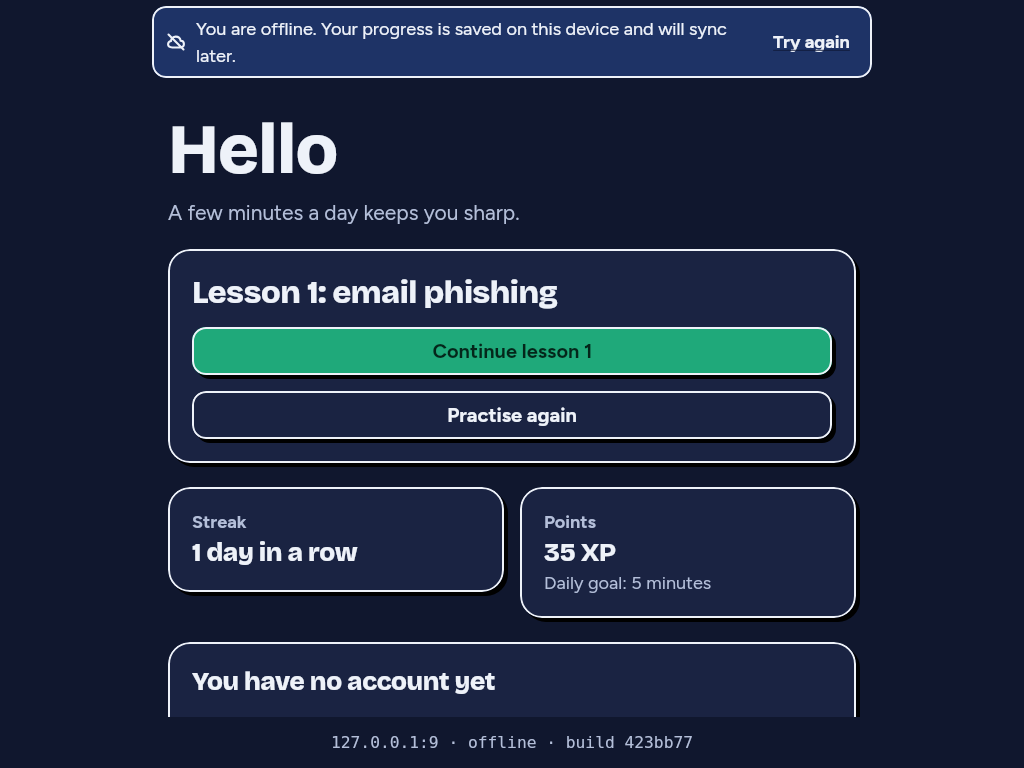 You are offline. Your progress is saved on this device and will sync
later.
Try again
Hello
A few minutes a day keeps you sharp.
Lesson 1: email phishing
Continue lesson 1
Practise again
Streak
1 day in a row
Points
35 XP
Daily goal: 5 minutes
You have no account yet
127.0.0.1:9 · offline · build 423bb77